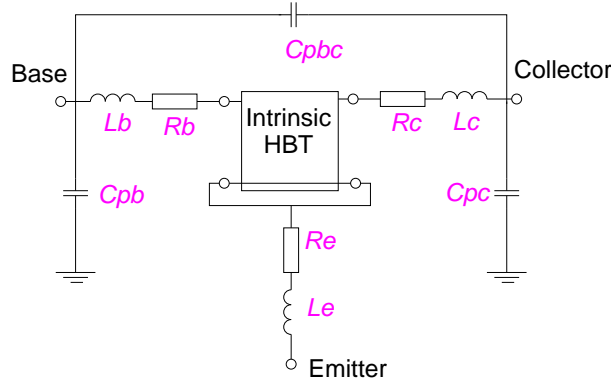 Cpbc
Base
Collector
Lb
Rb
Intrinsic
HBT
Rc
Lc
Cpb
Cpc
Re
Le
Emitter